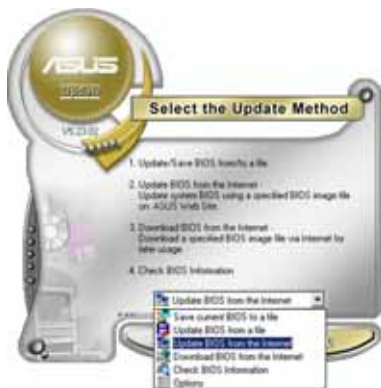 ASUS
Update
Select the Update Method
1. Update/Save BIOS from/to a file
2. Update BIOS from the Internet -
Update system BIOS using a specified BIOS image file
on ASUS Web Site.
3. Download BIOS from the Internet -
Download a specified BIOS image file via Internet by
later usage.
4. Check BIOS Information
Update BIOS from the Internet
Save current BIOS to a file
Update BIOS from a file
Update BIOS from the Internet
Download BIOS from the Internet
Check BIOS Information
Options